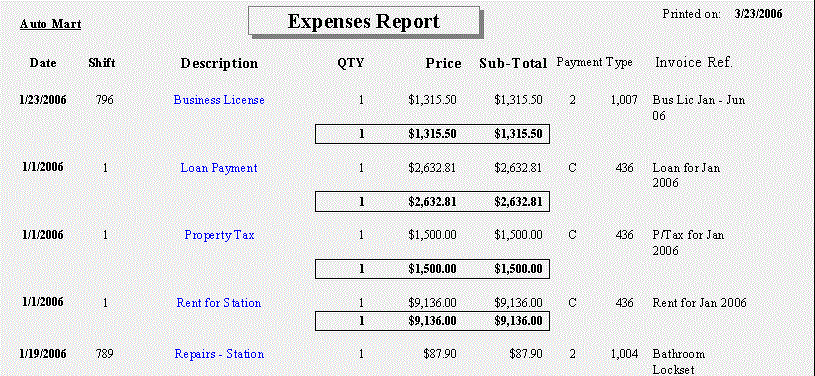 Auto Mart Expenses Report Printed on: 3/23/2006
Date Shift Description QTY Price Sub-Total Payment Type Invoice Ref.
1/23/2006 796 Business License 1 $1,315.50 $1,315.50 2 1,007 Bus Lic Jan - Jun
06
1 $1,315.50 $1,315.50
1/1/2006 1 Loan Payment 1 $2,632.81 $2,632.81 C 436 Loan for Jan
2006
1 $2,632.81 $2,632.81
1/1/2006 1 Property Tax 1 $1,500.00 $1,500.00 C 436 P/Tax for Jan
2006
1 $1,500.00 $1,500.00
1/1/2006 1 Rent for Station 1 $9,136.00 $9,136.00 C 436 Rent for Jan 2006
1 $9,136.00 $9,136.00
1/19/2006 789 Repairs - Station 1 $87.90 $87.90 2 1,004 Bathroom
Lockset